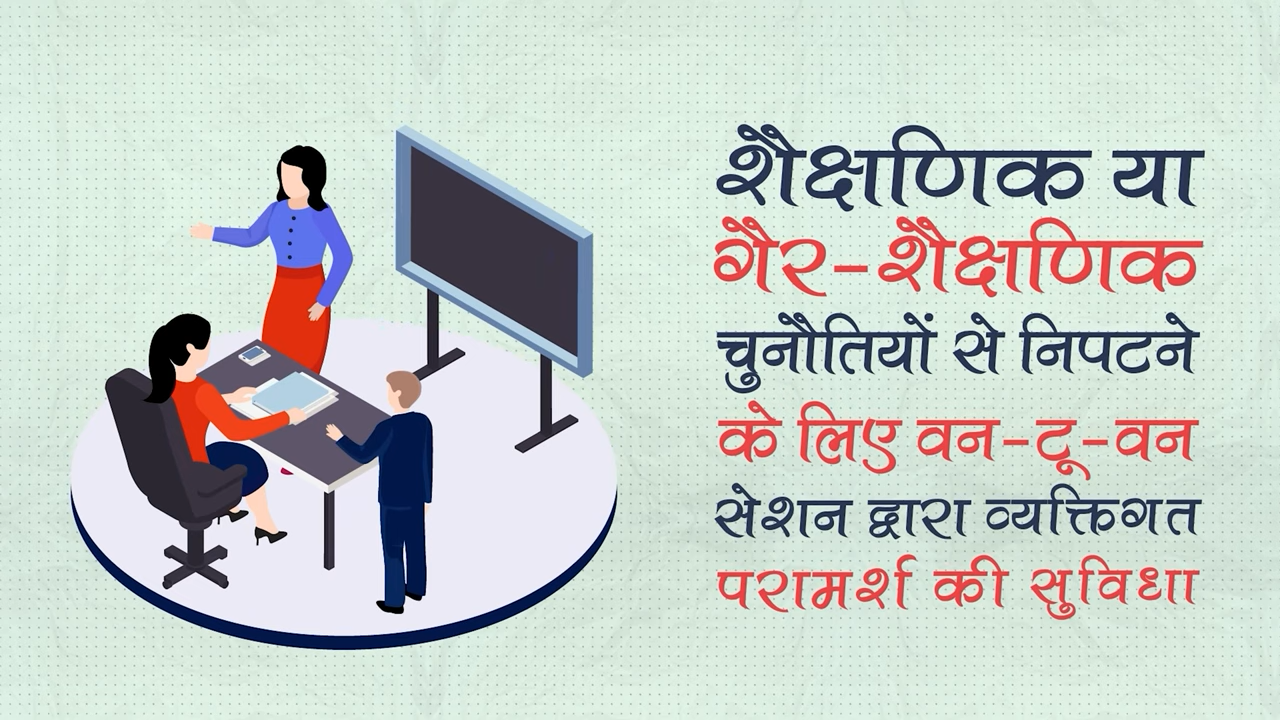 शैक्षणिक या
गैर-शैक्षणिक
चुनौतियों से निपटने
के लिए वन-टू-वन
सेशन द्वारा व्यक्तिगत
परामर्श की सुविधा